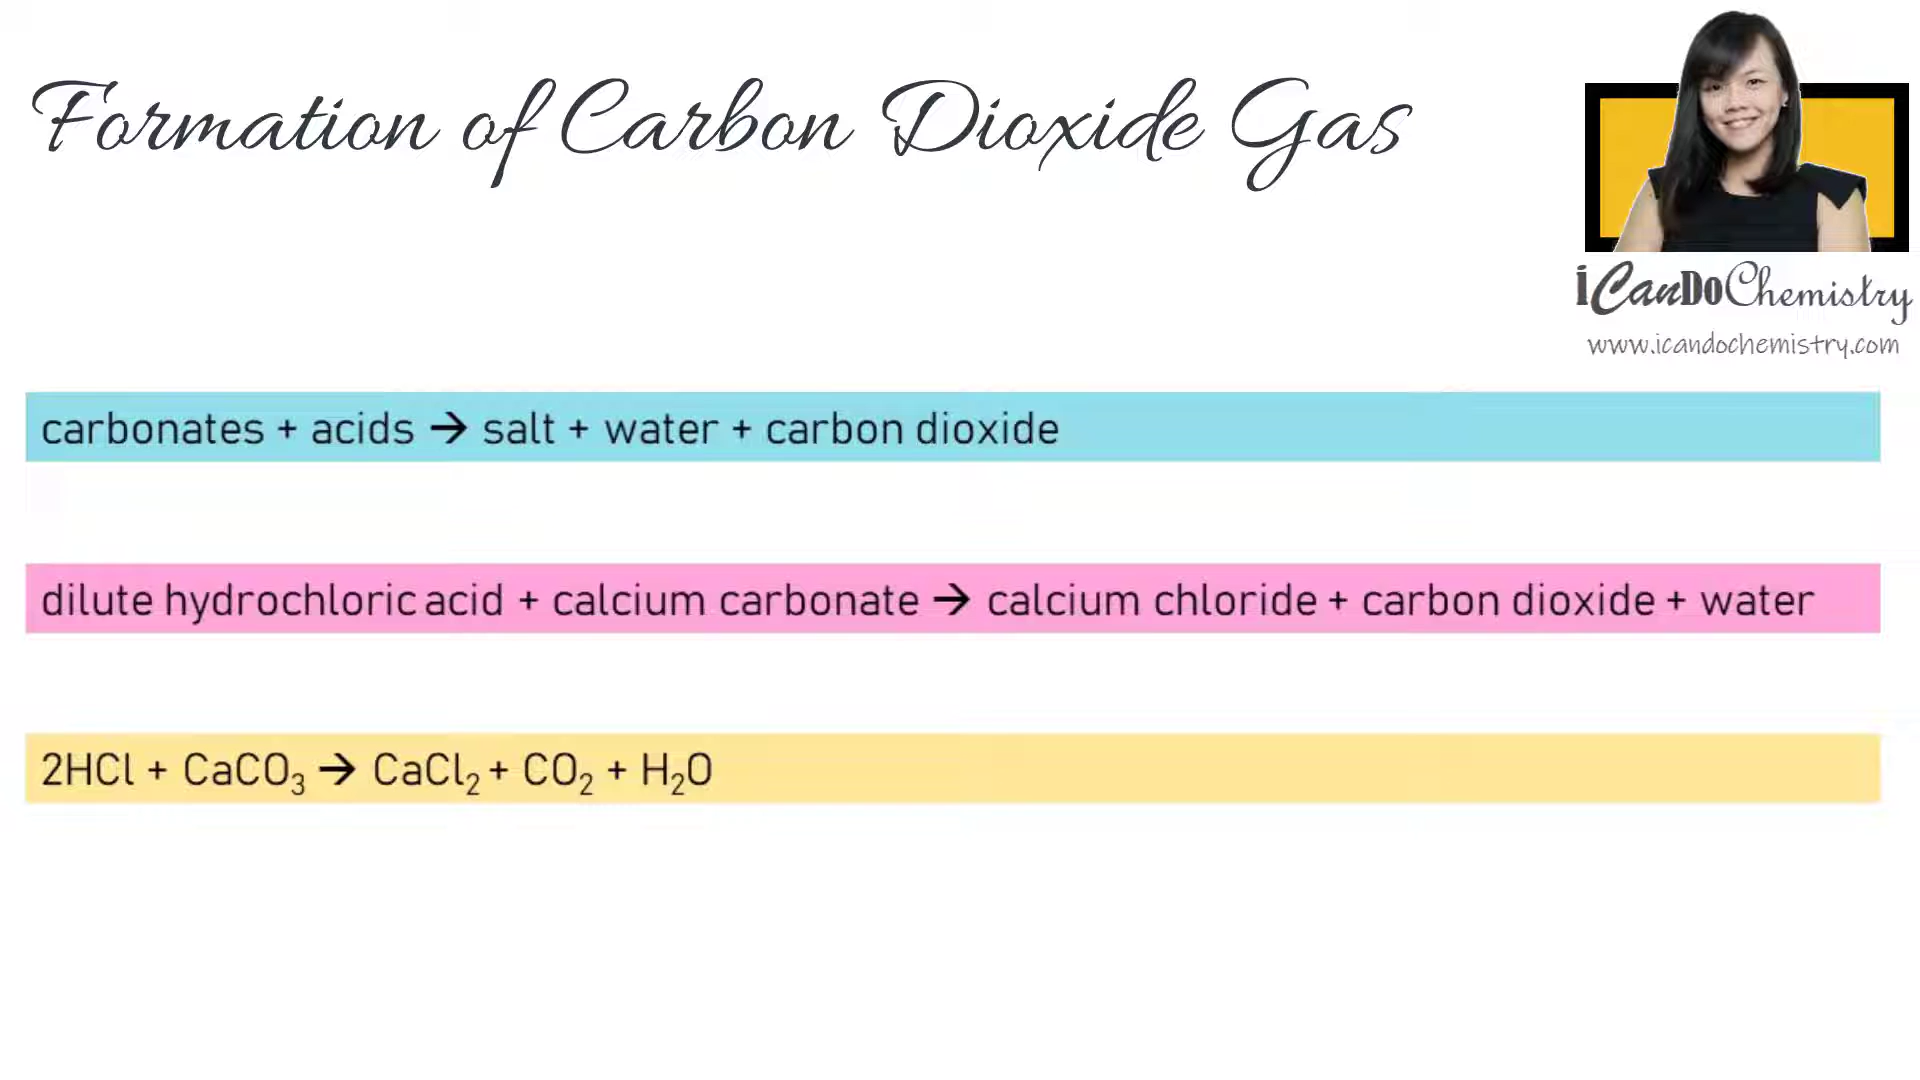 Formation of Carbon Dioxide Gas
iCanDoChemistry
www.icandochemistry.com
carbonates + acids → salt + water + carbon dioxide
dilute hydrochloric acid + calcium carbonate → calcium chloride + carbon dioxide + water
2HCl + CaCO₃ → CaCl₂ + CO₂ + H₂O